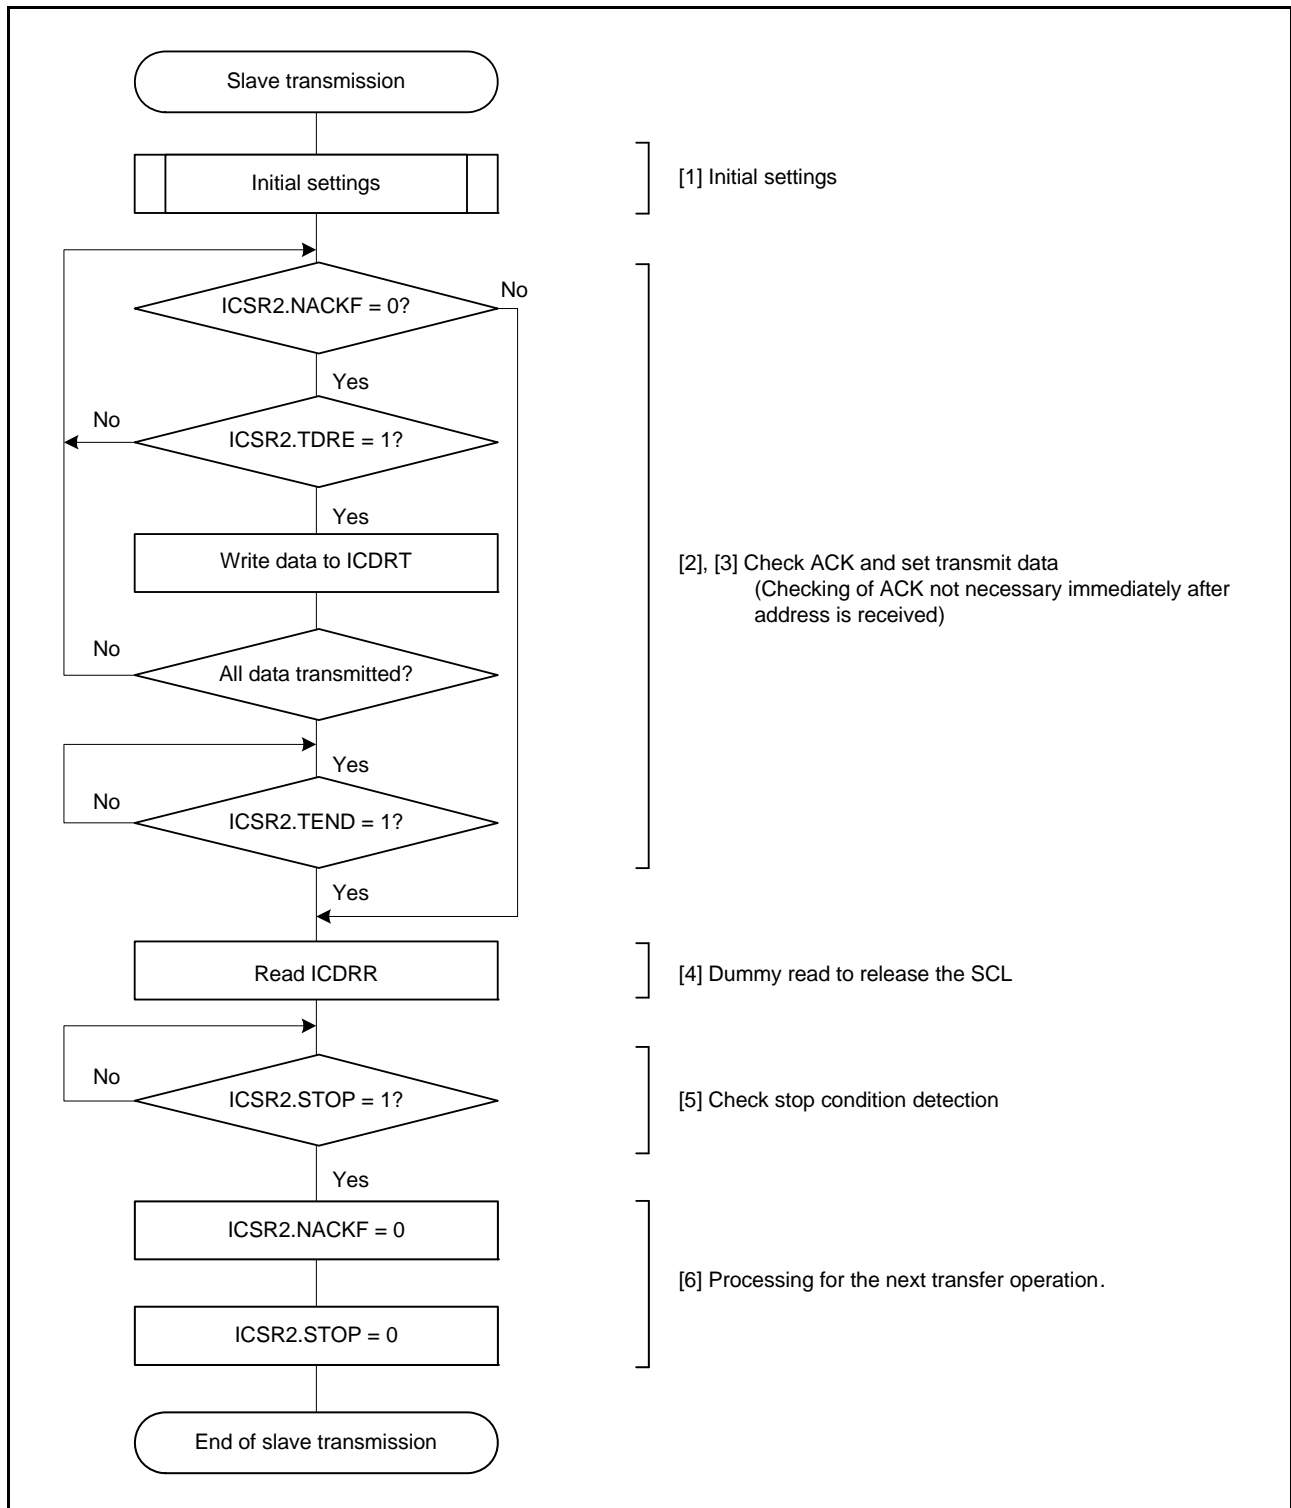 Slave transmission
Initial settings
[1] Initial settings
ICSR2.NACKF = 0?
No
Yes
No
ICSR2.TDRE = 1?
Yes
Write data to ICDRT
[2], [3] Check ACK and set transmit data
(Checking of ACK not necessary immediately after
address is received)
No
All data transmitted?
Yes
No
ICSR2.TEND = 1?
Yes
Read ICDRR
[4] Dummy read to release the SCL
No
ICSR2.STOP = 1?
[5] Check stop condition detection
Yes
ICSR2.NACKF = 0
[6] Processing for the next transfer operation.
ICSR2.STOP = 0
End of slave transmission